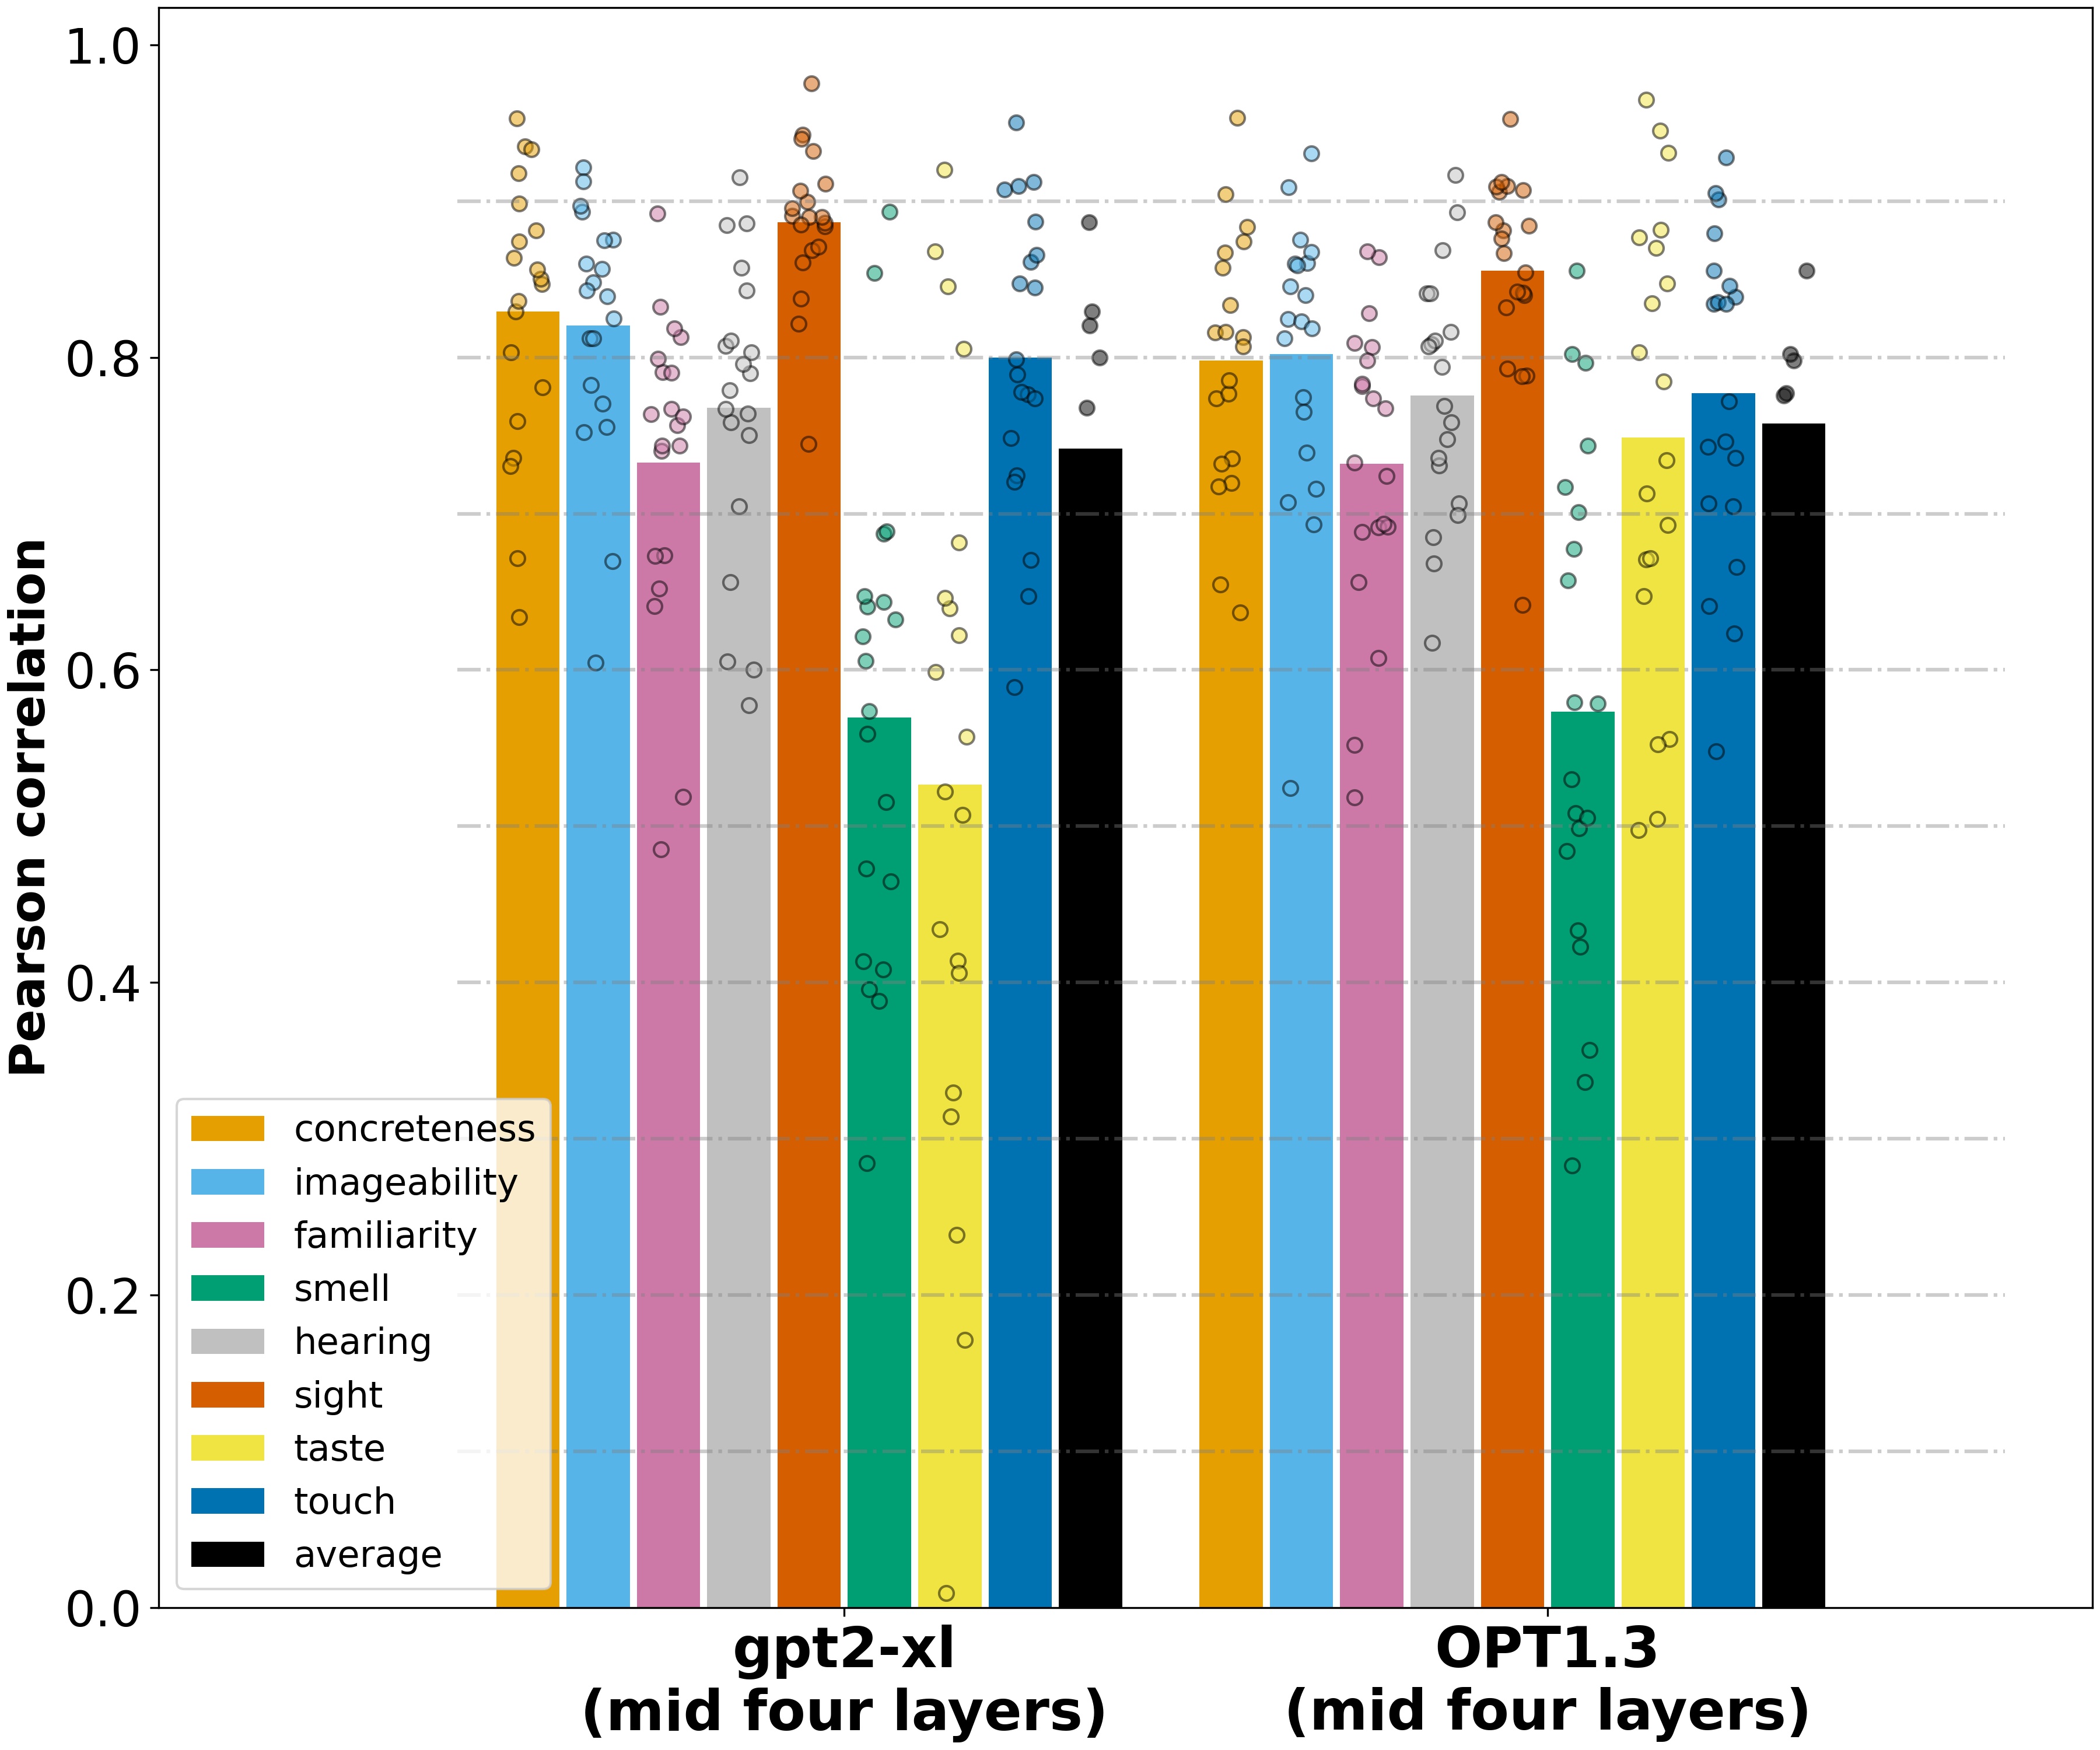 Pearson correlation
1.0
0.8
0.6
0.4
0.2
0.0
concreteness
imageability
familiarity
smell
hearing
sight
taste
touch
average
gpt2-xl
(mid four layers)
OPT1.3
(mid four layers)